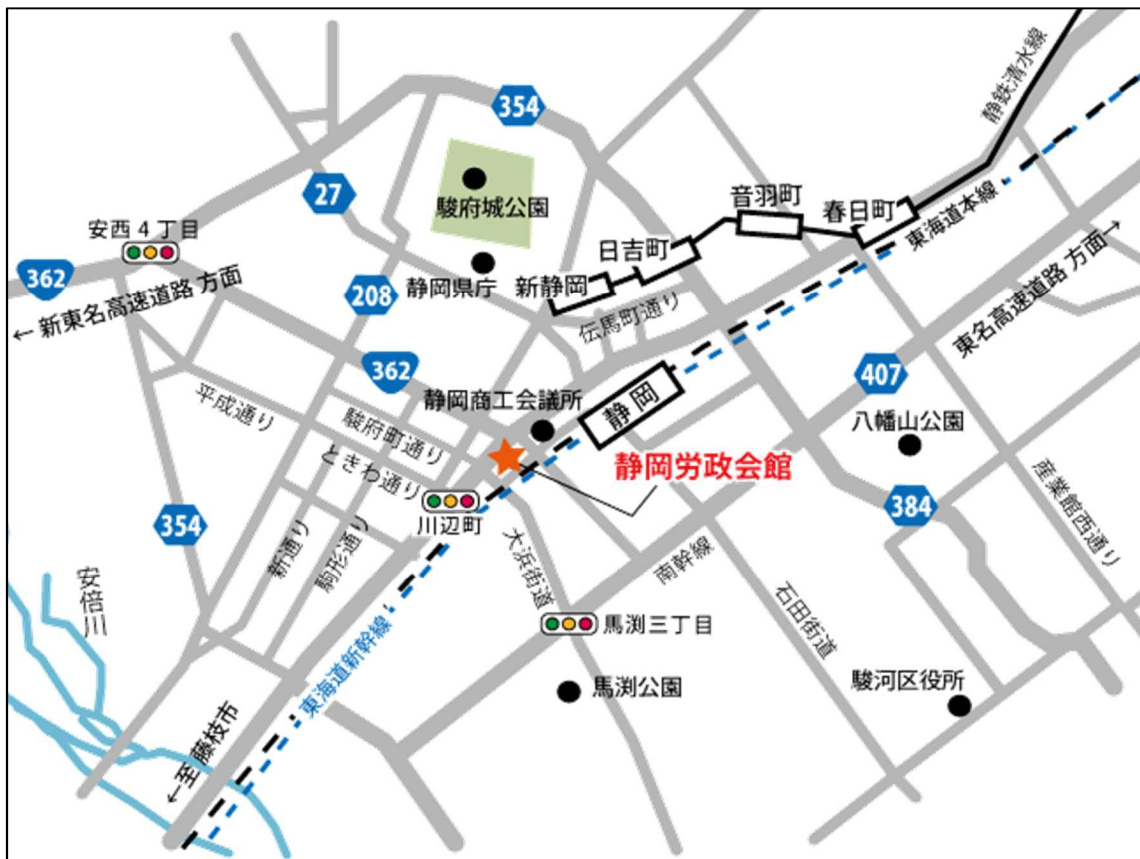 静鉄清水線
354
27
駿府城公園
音羽町
春日町
東海道本線
安西4丁目
日吉町
362
← 新東名高速道路 方面
静岡県庁
新静岡
208
伝馬町通り
東名高速道路 方面→
362
407
静岡商工会議所
静岡
平成通り
駿府町通り
八幡山公園
ときわ通り
静岡労政会館
354
川辺町
384
産業館西通り
新通り
駒形通り
大浜街道
南幹線
安倍川
石田街道
馬渕三丁目
東海道新幹線
馬渕公園
駿河区役所
←至 藤枝市